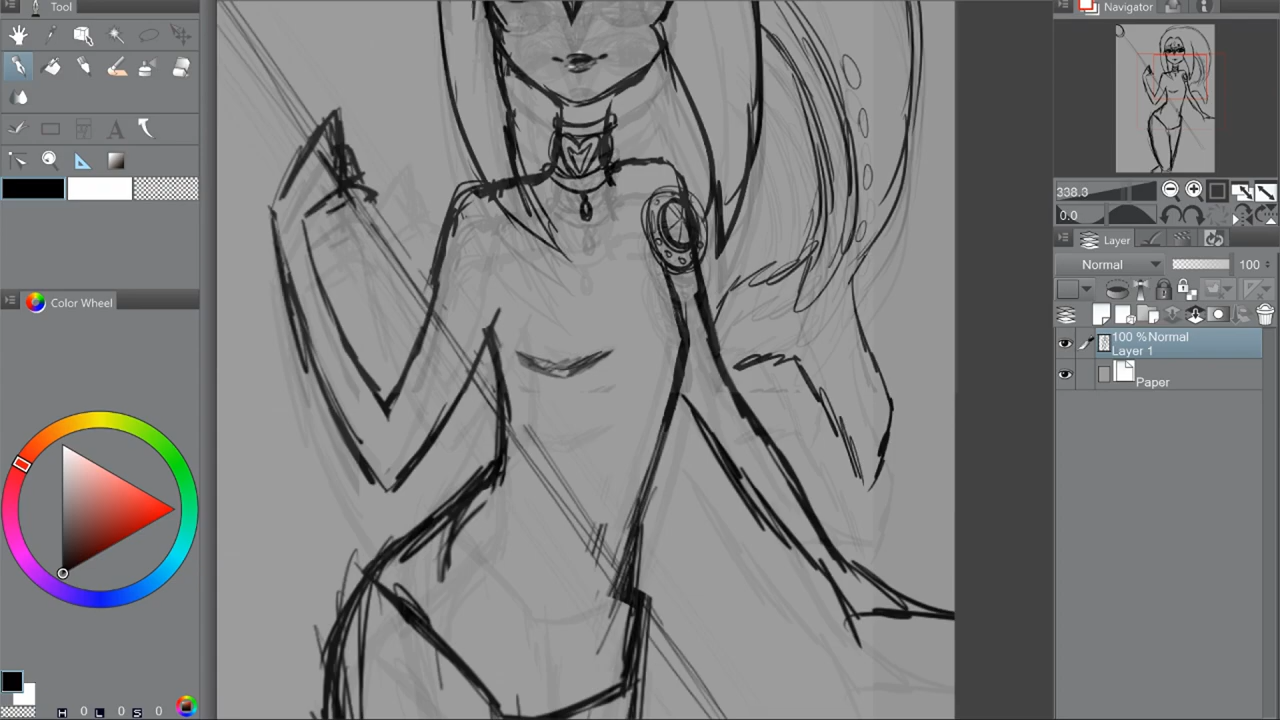 Tool
Navigator
338.3
0.0
Layer
Normal
100
100 %Normal
Layer 1
Paper
Color Wheel
A
H 0 L 0 S 0